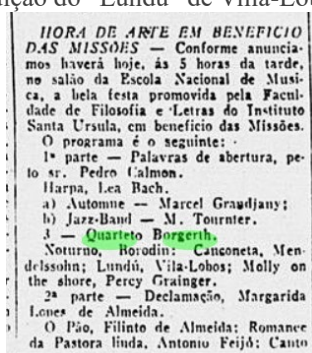 ução do "Lundu" de Villa-Lob
HORA DE ARTE EM BENEFICIO
DAS MISSÕES — Conforme anuncia-
mos haverá hoje, ás 5 horas da tarde,
no salão da Escola Nacional de Musi-
ca, a bela festa promovida pela Facul-
dade de Filosofia e Letras do Instituto
Santa Ursula, em beneficio das Missões.
O programa é o seguinte:
1ª parte — Palavras de abertura, pe-
lo sr. Pedro Calmon.
Harpa, Lea Bach.
a) Automne — Marcel Grandjany;
b) Jazz-Band — M. Tournter.
3 — Quarteto Borgerth.
Noturno, Borodin; Canconeta, Men-
delssohn; Lundú, Vila-Lobos; Molly on
the shore, Percy Grainger.
2ª parte — Declamação, Margarida
Lopes de Almeida.
O Pão, Filinto de Almeida; Romance
da Pastora linda, Antonio Feijó; Canto